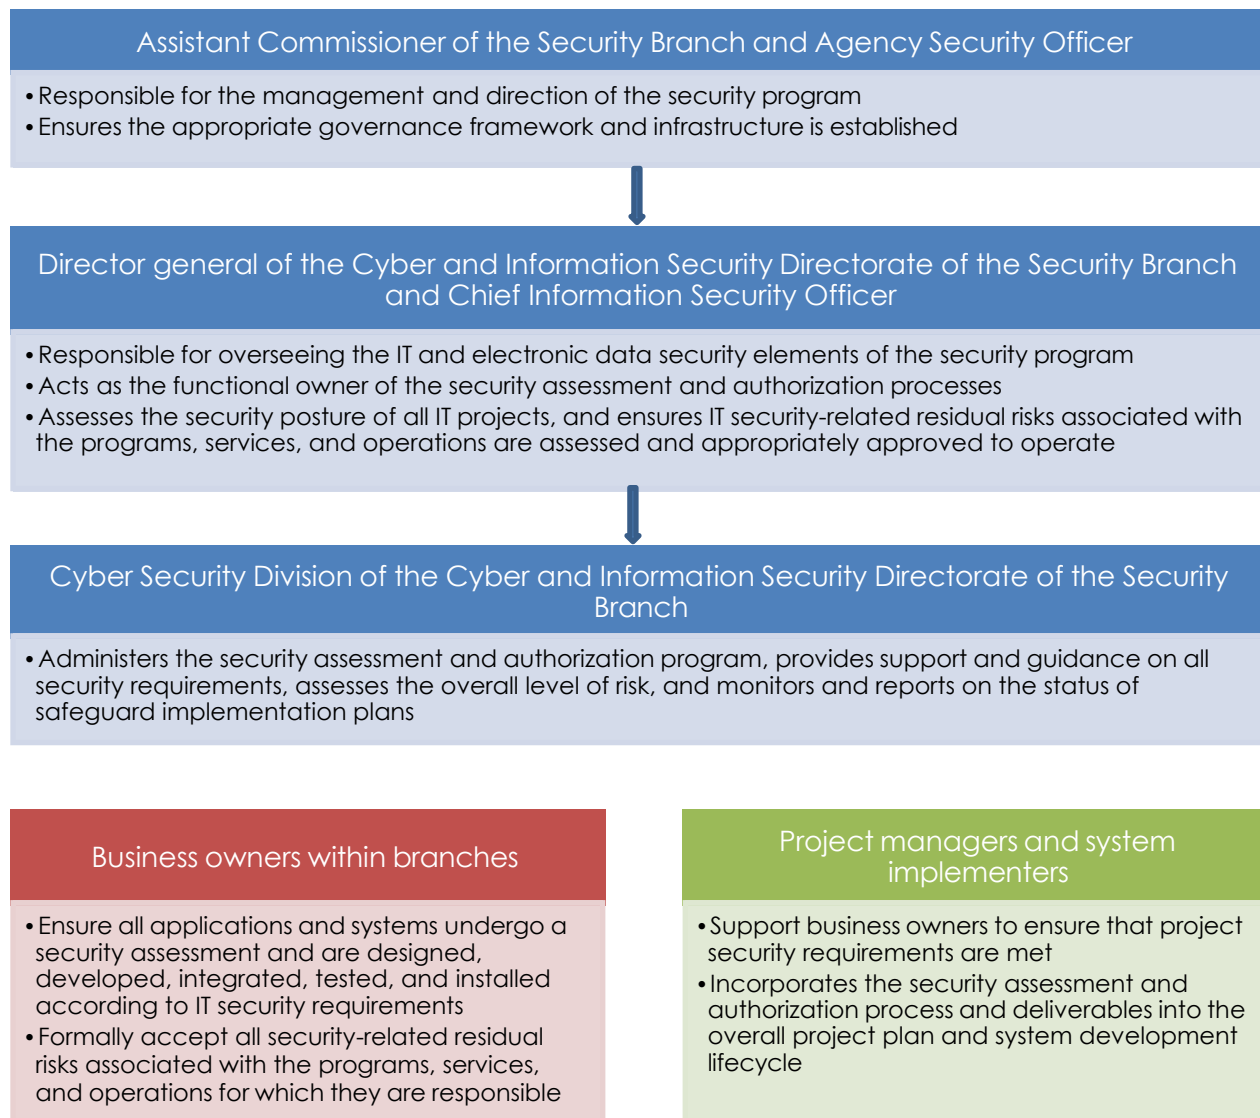 Assistant Commissioner of the Security Branch and Agency Security Officer
• Responsible for the management and direction of the security program
• Ensures the appropriate governance framework and infrastructure is established
Director general of the Cyber and Information Security Directorate of the Security Branch
and Chief Information Security Officer
• Responsible for overseeing the IT and electronic data security elements of the security program
• Acts as the functional owner of the security assessment and authorization processes
• Assesses the security posture of all IT projects, and ensures IT security-related residual risks associated with
the programs, services, and operations are assessed and appropriately approved to operate
Cyber Security Division of the Cyber and Information Security Directorate of the Security
Branch
• Administers the security assessment and authorization program, provides support and guidance on all
security requirements, assesses the overall level of risk, and monitors and reports on the status of
safeguard implementation plans
Business owners within branches
• Ensure all applications and systems undergo a
security assessment and are designed,
developed, integrated, tested, and installed
according to IT security requirements
• Formally accept all security-related residual
risks associated with the programs, services,
and operations for which they are responsible
Project managers and system
implementers
• Support business owners to ensure that project
security requirements are met
• Incorporates the security assessment and
authorization process and deliverables into the
overall project plan and system development
lifecycle